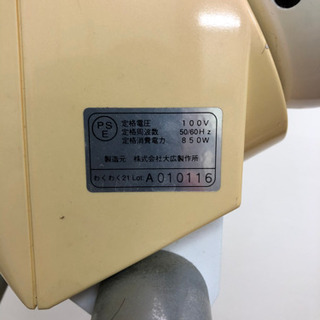 PS
E
定格電圧 100V
定格周波数 50/60Hz
定格消費電力 850W
製造元 株式会社大広製作所
わくわく21 Lot A010116